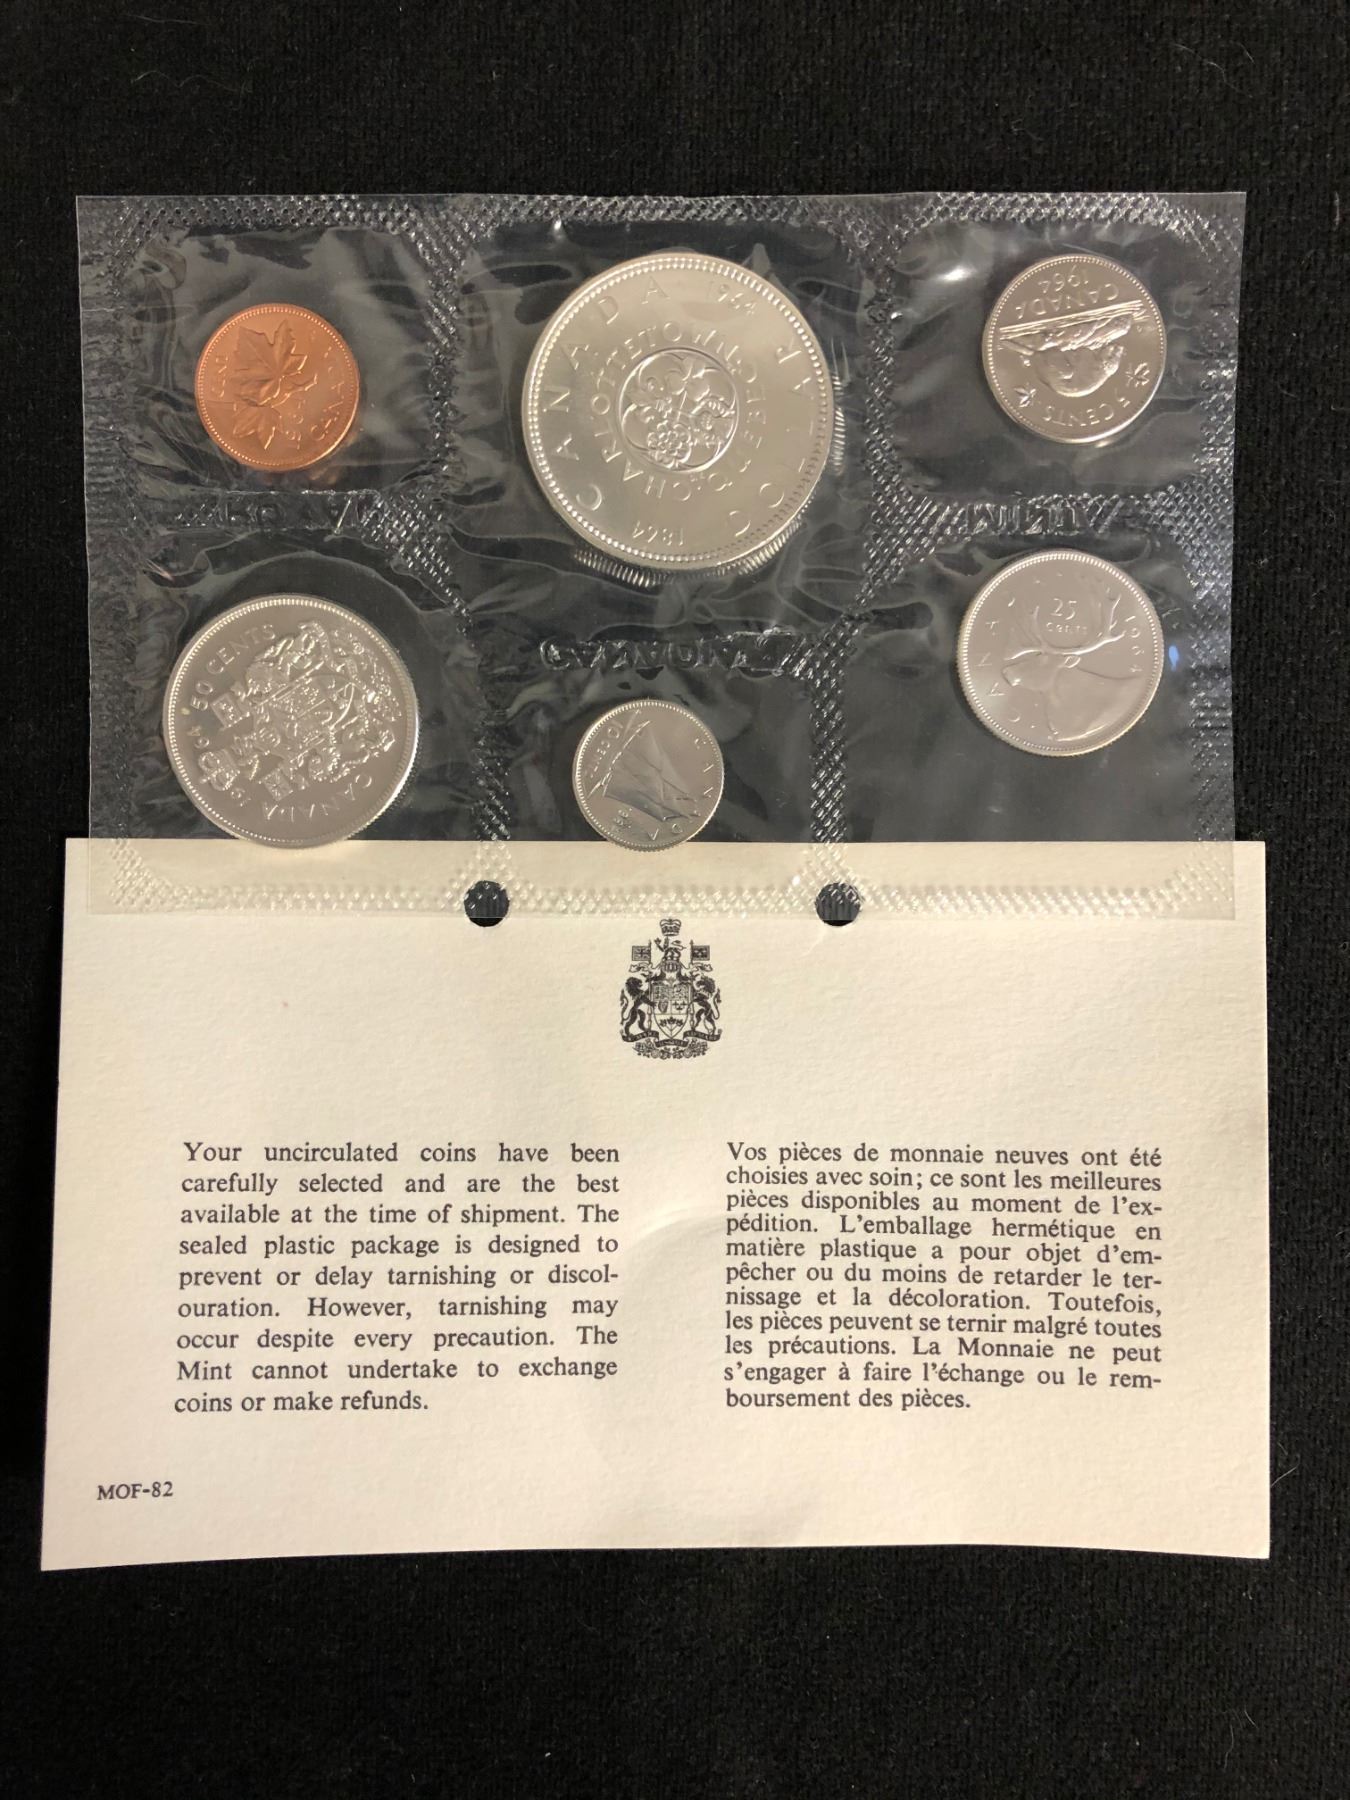 CANADA 1964
CHARLOTTETOWN
QUEBEC
1864
CANADA
1964
5 CENTS
50 CENTS
CANADA
25
CENTS
1964
Your uncirculated coins have been
carefully selected and are the best
available at the time of shipment. The
sealed plastic package is designed to
prevent or delay tarnishing or discol-
ouration. However, tarnishing may
occur despite every precaution. The
Mint cannot undertake to exchange
coins or make refunds.
Vos pièces de monnaie neuves ont été
choisies avec soin; ce sont les meilleures
pièces disponibles au moment de l'ex-
pédition. L'emballage hermétique en
matière plastique a pour objet d'em-
pêcher ou du moins de retarder le ter-
nissage et la décoloration. Toutefois,
les pièces peuvent se ternir malgré toutes
les précautions. La Monnaie ne peut
s'engager à faire l'échange ou le rem-
boursement des pièces.
MOF-82